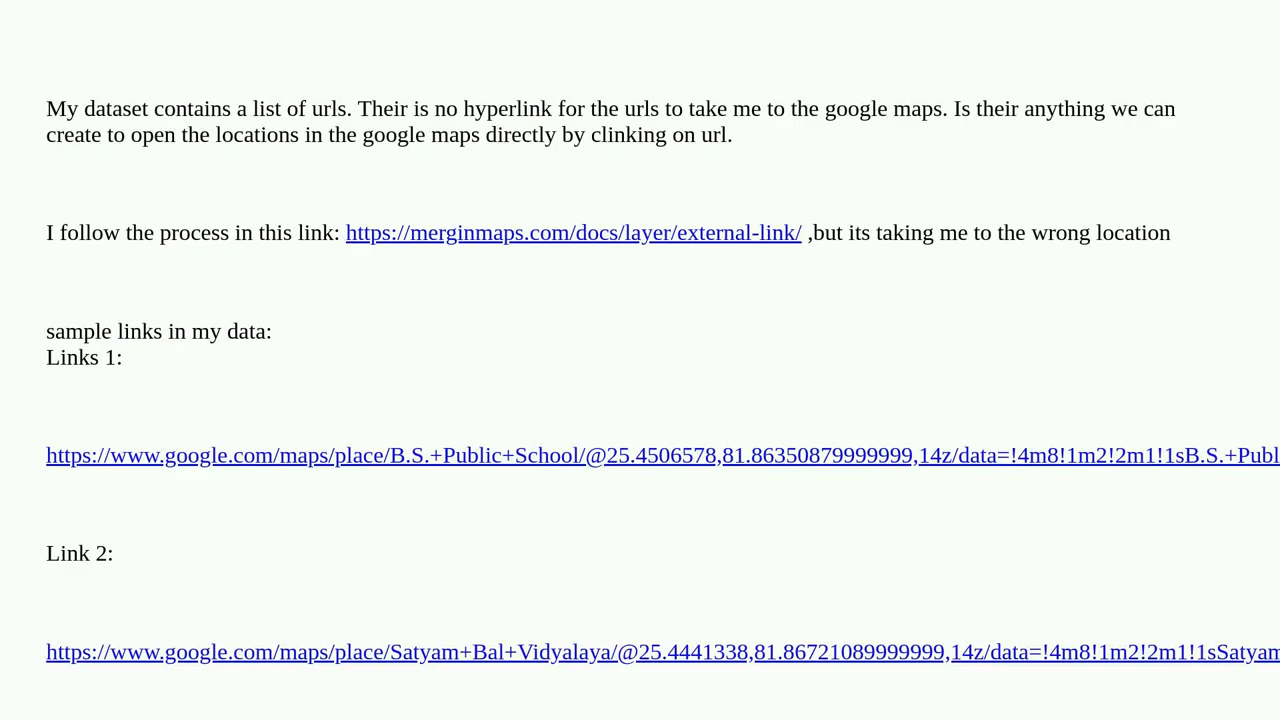 My dataset contains a list of urls. Their is no hyperlink for the urls to take me to the google maps. Is their anything we can
create to open the locations in the google maps directly by clinking on url.
I follow the process in this link: https://merginmaps.com/docs/layer/external-link/ ,but its taking me to the wrong location
sample links in my data:
Links 1:
https://www.google.com/maps/place/B.S.+Public+School/@25.4506578,81.86350879999999,14z/data=!4m8!1m2!2m1!1sB.S.+Publ
Link 2:
https://www.google.com/maps/place/Satyam+Bal+Vidyalaya/@25.4441338,81.86721089999999,14z/data=!4m8!1m2!2m1!1sSatyam